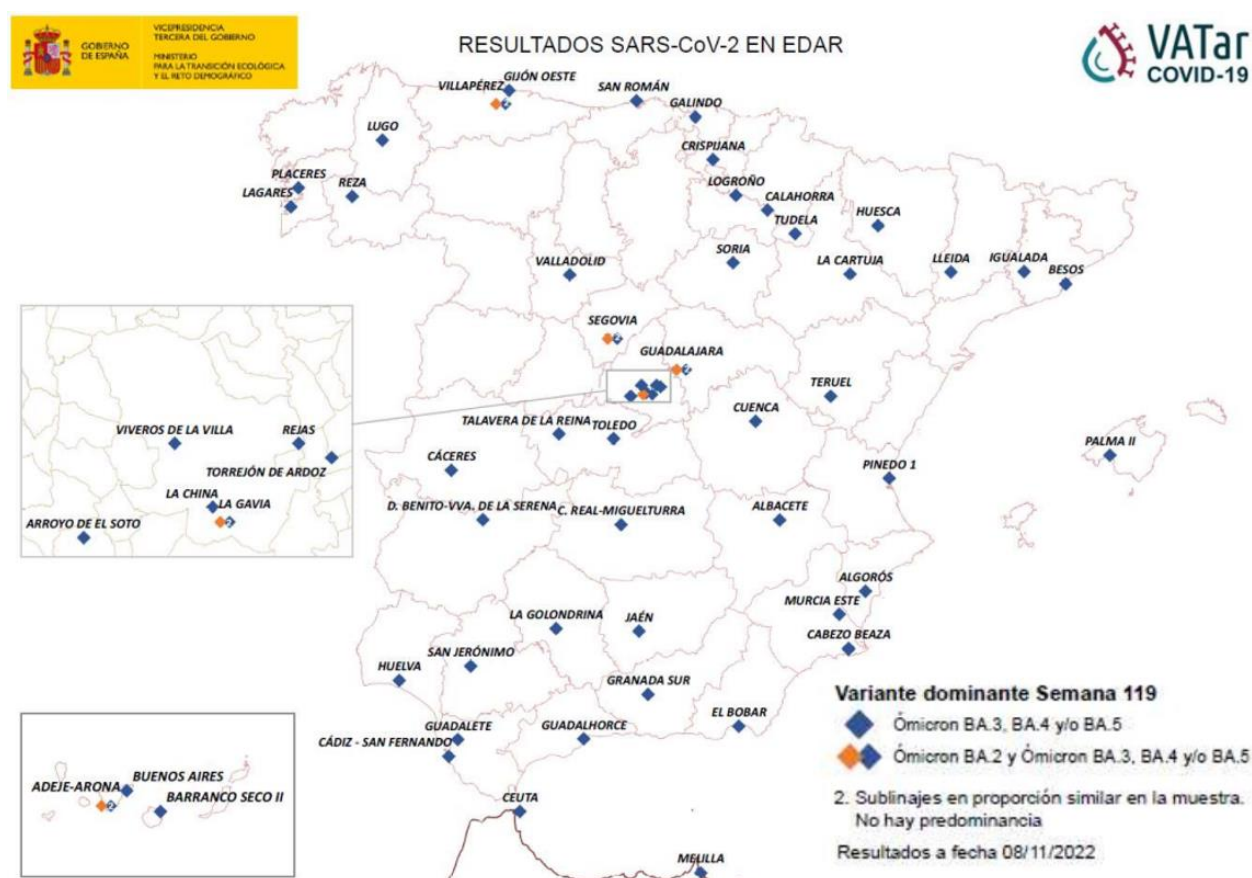 GOBIERNO
DE ESPAÑA
VICEPRESIDENCIA
TERCERA DEL GOBIERNO
MINISTERIO
PARA LA TRANSICIÓN ECOLÓGICA
Y EL RETO DEMOGRÁFICO
RESULTADOS SARS-CoV-2 EN EDAR
VATar
COVID-19
VILLAPÉREZ
GIJÓN OESTE
2
SAN ROMÁN
GALINDO
LUGO
CRISPIJANA
PLACERES
REZA
LAGARES
LOGROÑO
CALAHORRA
TUDELA
HUESCA
SORIA
VALLADOLID
LA CARTUJA
LLEIDA
IGUALADA
BESOS
SEGOVIA
2
GUADALAJARA
2
TERUEL
CUENCA
TALAVERA DE LA REINA
TOLEDO
CÁCERES
PALMA II
PINEDO 1
D. BENITO-VVA. DE LA SERENA
C. REAL-MIGUELTURRA
ALBACETE
VIVEROS DE LA VILLA
REJAS
TORREJÓN DE ARDOZ
LA CHINA
LA GAVIA
2
ARROYO DE EL SOTO
ALGORÓS
MURCIA ESTE
CABEZO BEAZA
LA GOLONDRINA
JAÉN
SAN JERÓNIMO
HUELVA
GRANADA SUR
EL BOBAR
GUADALETE
GUADALHORCE
CÁDIZ - SAN FERNANDO
CEUTA
MELILLA
ADEJE-ARONA
2
BUENOS AIRES
BARRANCO SECO II
Variante dominante Semana 119
Ómicron BA.3, BA.4 y/o BA.5
Ómicron BA.2 y Ómicron BA.3, BA.4 y/o BA.5
2. Sublinajes en proporción similar en la muestra.
No hay predominancia
Resultados a fecha 08/11/2022